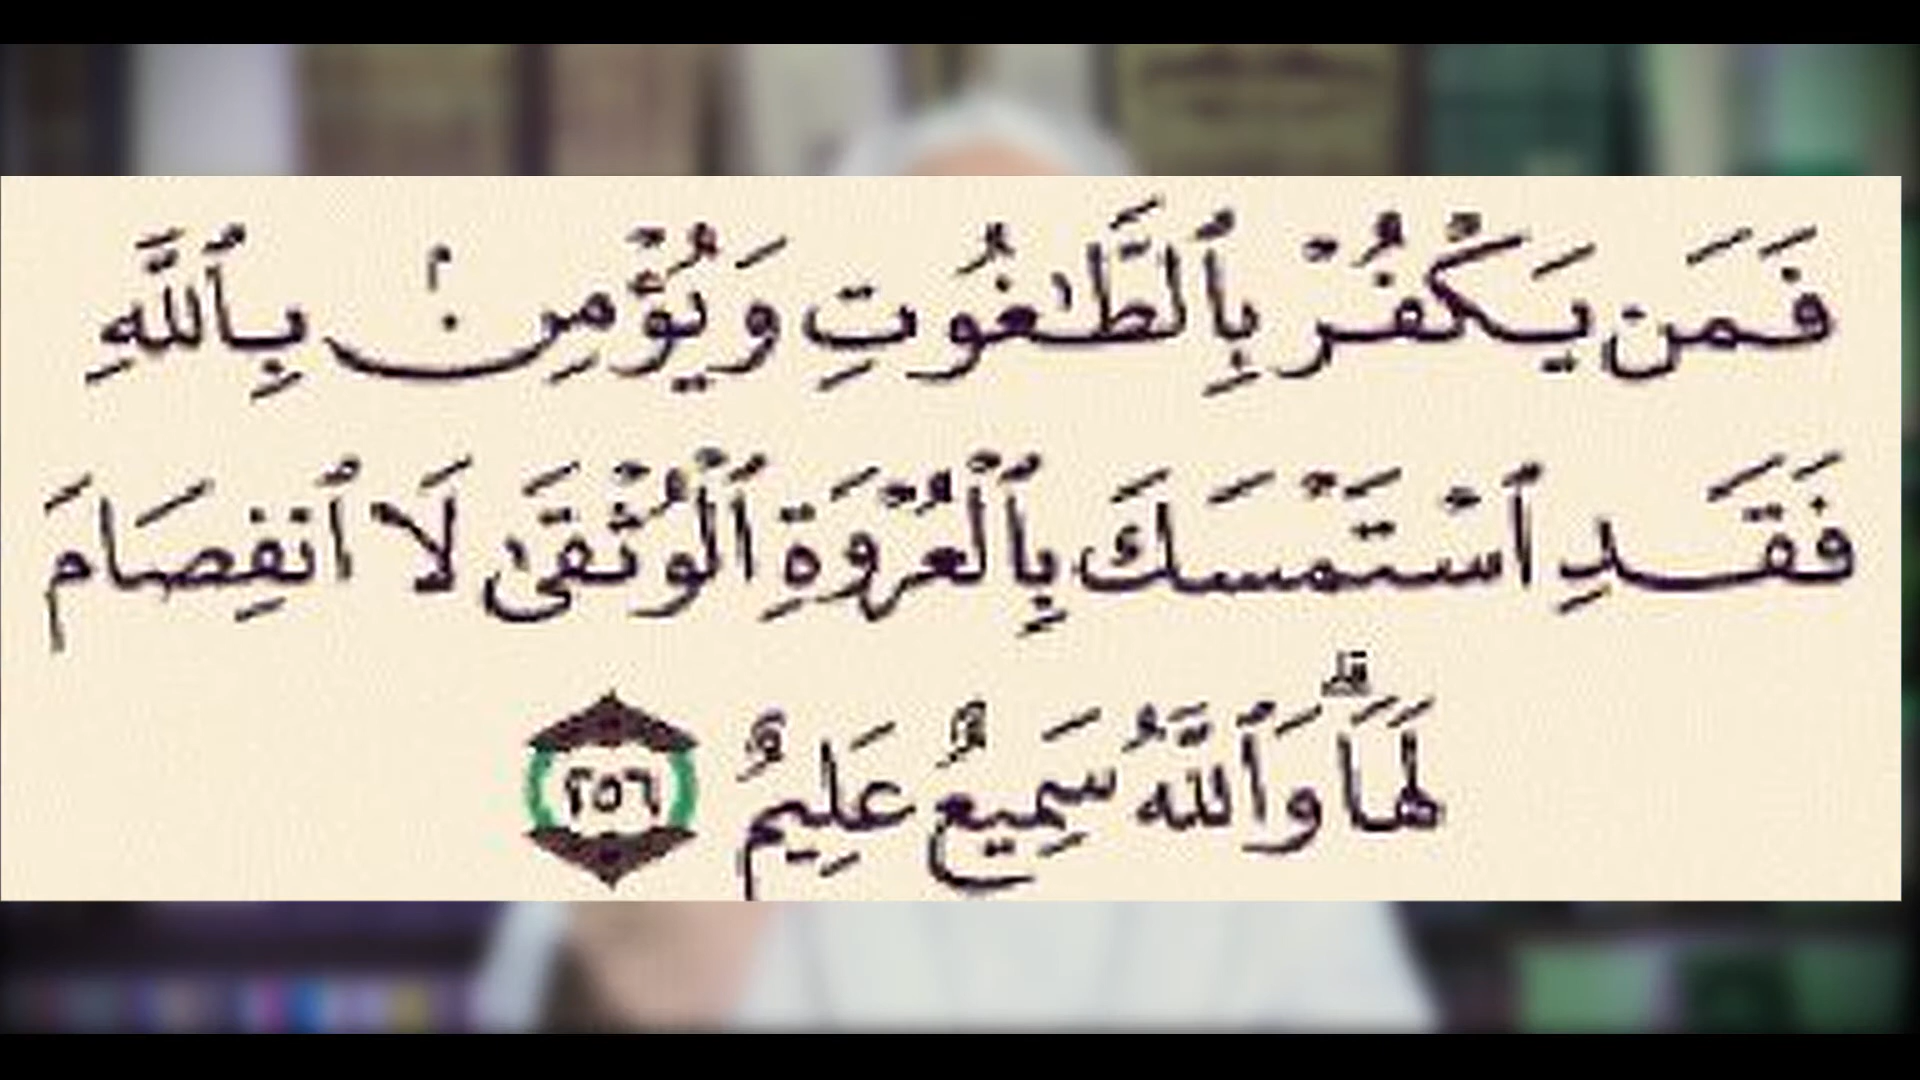 فَمَن يَكْفُرْ بِٱلطَّٰغُوتِ وَيُؤْمِنۢ بِٱللَّهِ
فَقَدِ ٱسْتَمْسَكَ بِٱلْعُرْوَةِ ٱلْوُثْقَىٰ لَا ٱنفِصَامَ
لَهَاۗ وَٱللَّهُ سَمِيعٌ عَلِيمٌ ٢٥٦